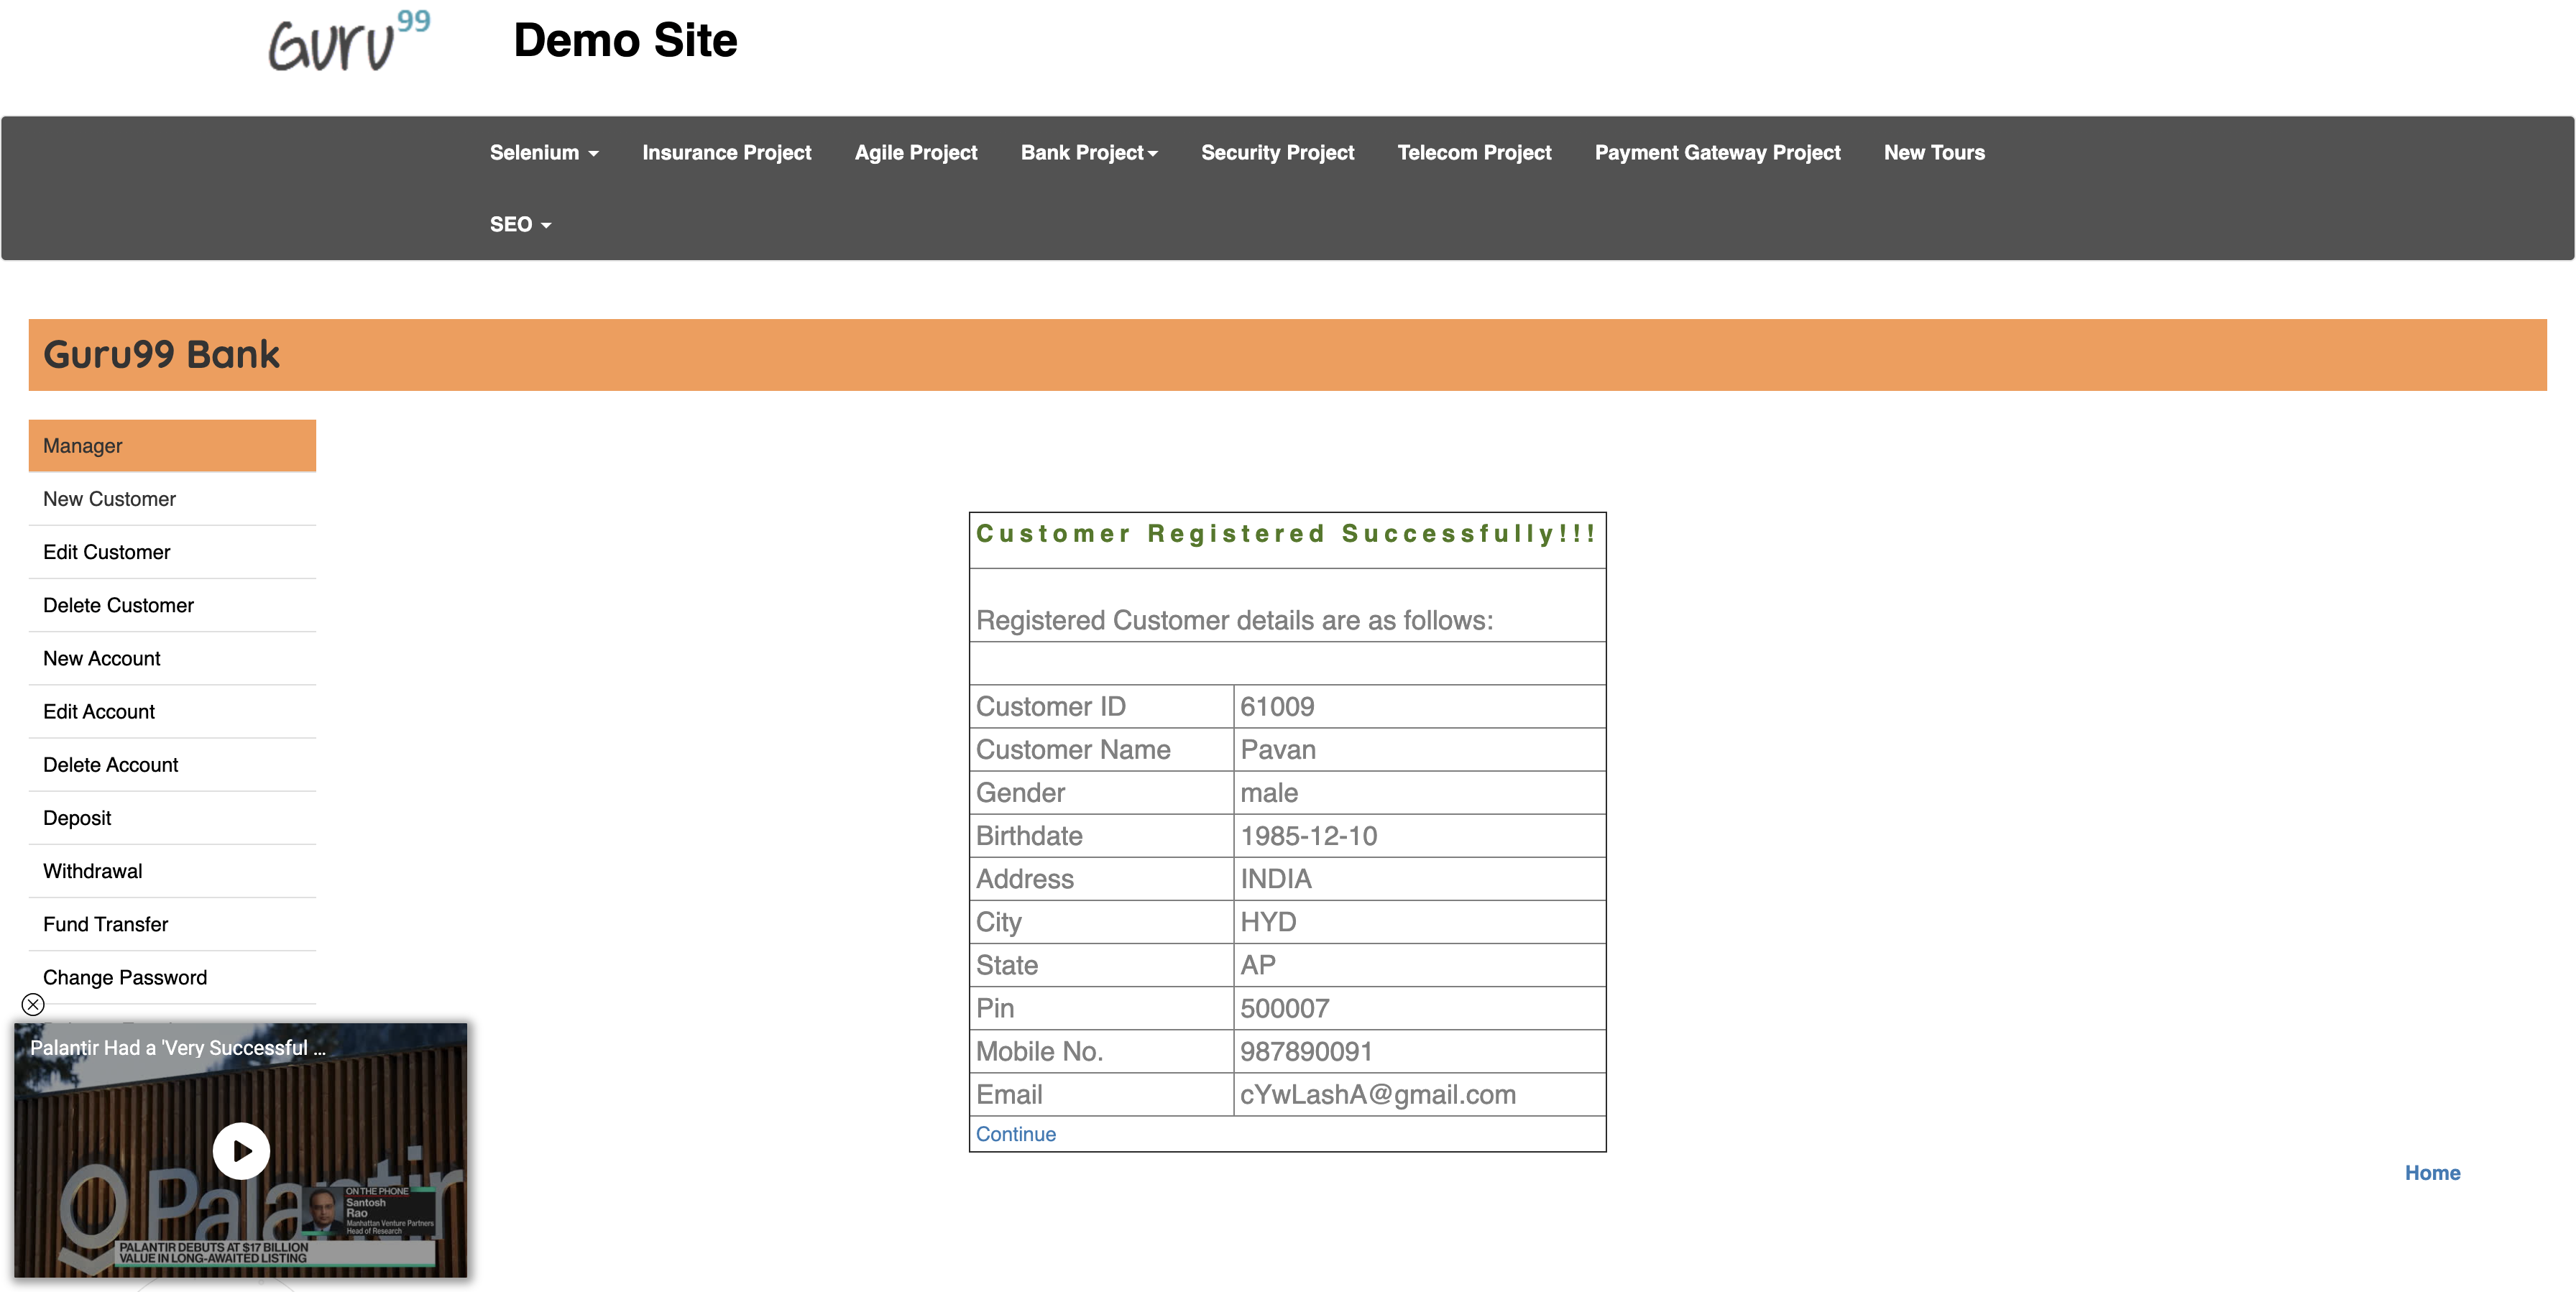 Guru99
Demo Site
Selenium Insurance Project Agile Project Bank Project Security Project Telecom Project Payment Gateway Project New Tours
SEO
Guru99 Bank
Manager
New Customer
Edit Customer
Delete Customer
New Account
Edit Account
Delete Account
Deposit
Withdrawal
Fund Transfer
Change Password
Customer Registered Successfully!!!
Registered Customer details are as follows:
Customer ID 61009
Customer Name Pavan
Gender male
Birthdate 1985-12-10
Address INDIA
City HYD
State AP
Pin 500007
Mobile No. 987890091
Email cYwLashA@gmail.com
Continue
Home
Palantir Had a 'Very Successful ...
Palantir
ON THE PHONE
Santosh
Rao
Manhattan Venture Partners
Head of Research
PALANTIR DEBUTS AT $17 BILLION
VALUE IN LONG-AWAITED LISTING